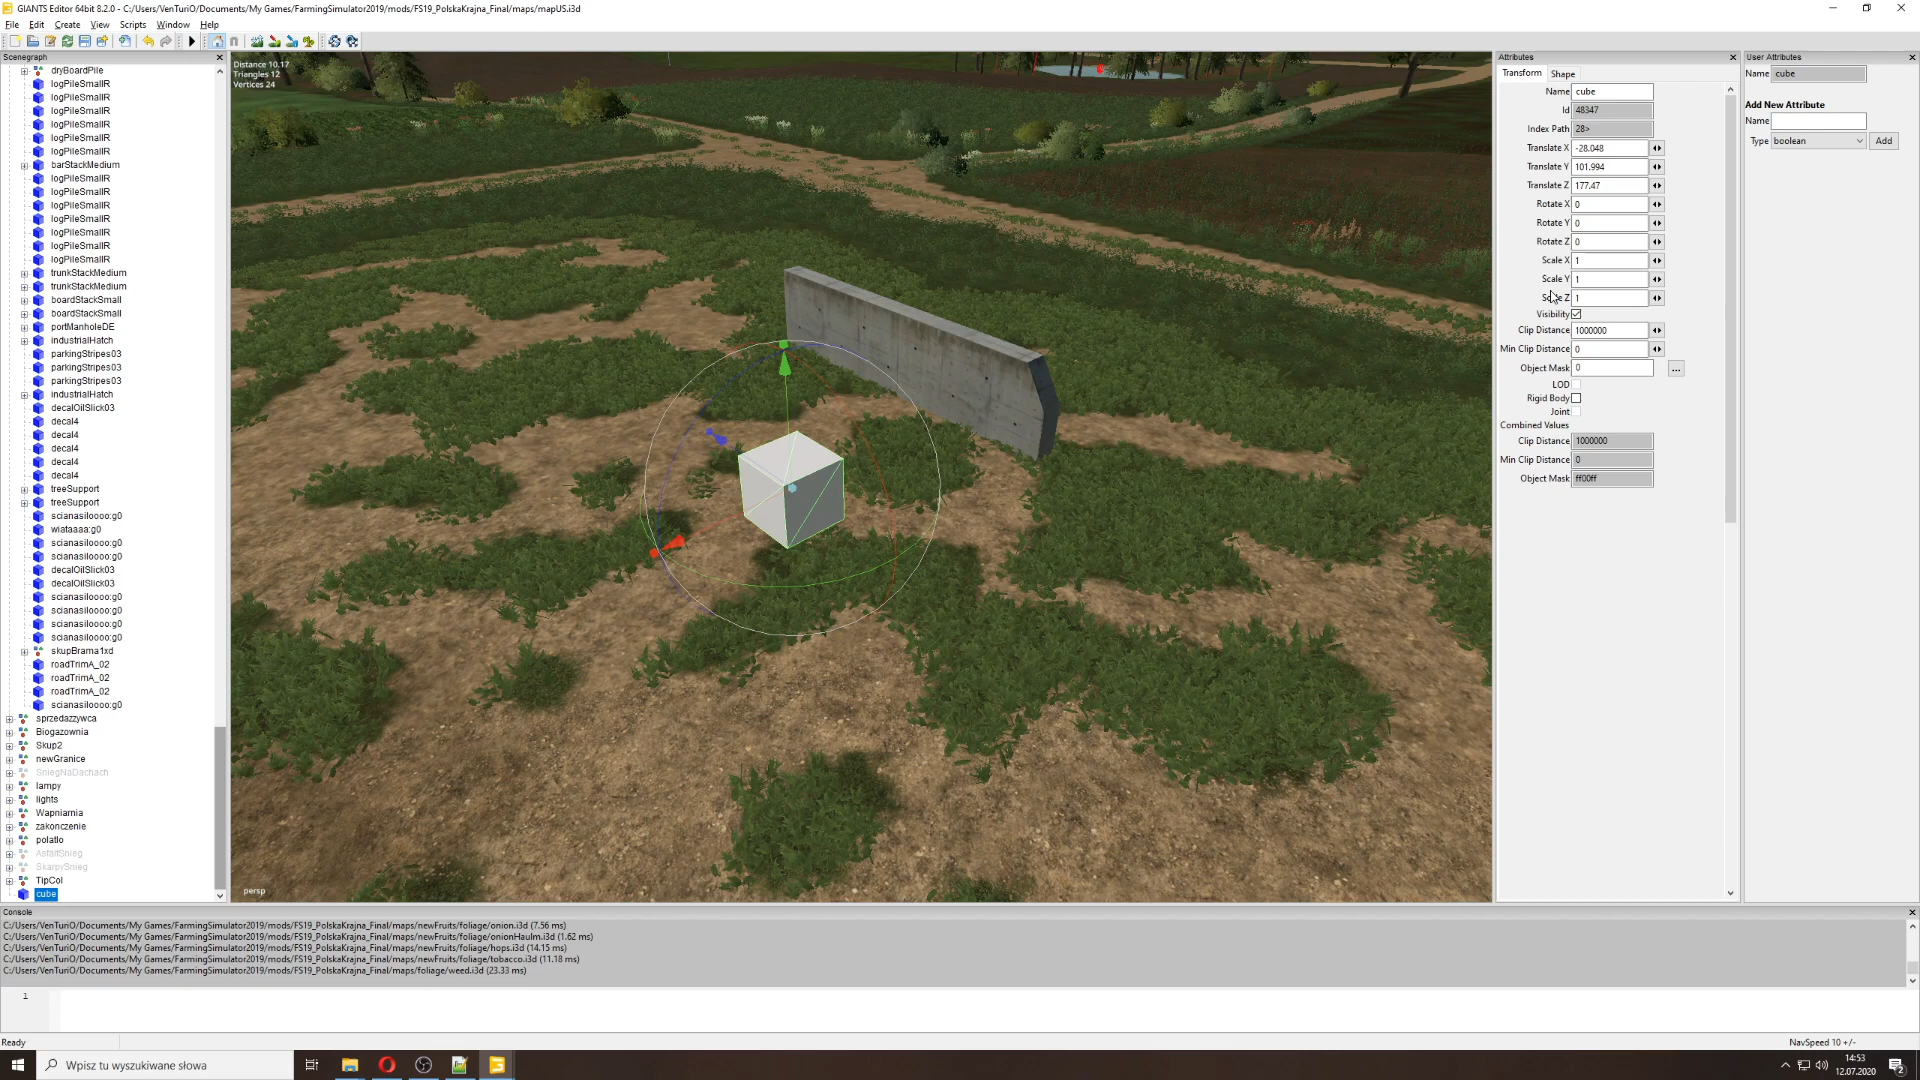 GIANTS Editor 64bit 8.2.0 - C:/Users/VenTuriO/Documents/My Games/FarmingSimulator2019/mods/FS19_PolskaKrajna_Final/maps/mapUS.i3d
File Edit Create View Scripts Window Help
Scenegraph
dryBoardPile
logPileSmallR
logPileSmallR
logPileSmallR
logPileSmallR
logPileSmallR
logPileSmallR
barStackMedium
logPileSmallR
logPileSmallR
logPileSmallR
logPileSmallR
logPileSmallR
logPileSmallR
logPileSmallR
trunkStackMedium
trunkStackMedium
boardStackSmall
boardStackSmall
portManholeDE
industrialHatch
parkingStripes03
parkingStripes03
parkingStripes03
industrialHatch
decalOilSlick03
decal4
decal4
decal4
decal4
decal4
treeSupport
treeSupport
scianasiloooo:g0
wiataaaa:g0
scianasiloooo:g0
scianasiloooo:g0
decalOilSlick03
decalOilSlick03
scianasiloooo:g0
scianasiloooo:g0
scianasiloooo:g0
scianasiloooo:g0
skupBrama1xd
roadTrimA_02
roadTrimA_02
roadTrimA_02
scianasiloooo:g0
sprzedazzywca
Biogazownia
Skup2
newGranice
SniegNaDachach
lampy
lights
Wapniarnia
zakonczenie
polatlo
AsfaltSnieg
SkarpySnieg
TipCol
cube
Distance 10.17
Triangles 12
Vertices 24
persp
Attributes
Transform Shape
Name cube
Id 48347
Index Path 28>
Translate X -28.048
Translate Y 101.994
Translate Z 177.47
Rotate X 0
Rotate Y 0
Rotate Z 0
Scale X 1
Scale Y 1
Scale Z 1
Visibility
Clip Distance 1000000
Min Clip Distance 0
Object Mask 0 ...
LOD
Rigid Body
Joint
Combined Values
Clip Distance 1000000
Min Clip Distance 0
Object Mask ff00ff
User Attributes
Name cube
Add New Attribute
Name
Type boolean Add
Console
C:/Users/VenTuriO/Documents/My Games/FarmingSimulator2019/mods/FS19_PolskaKrajna_Final/maps/newFruits/foliage/onion.i3d (7.56 ms)
C:/Users/VenTuriO/Documents/My Games/FarmingSimulator2019/mods/FS19_PolskaKrajna_Final/maps/newFruits/foliage/onionHaulm.i3d (1.62 ms)
C:/Users/VenTuriO/Documents/My Games/FarmingSimulator2019/mods/FS19_PolskaKrajna_Final/maps/newFruits/foliage/hops.i3d (14.15 ms)
C:/Users/VenTuriO/Documents/My Games/FarmingSimulator2019/mods/FS19_PolskaKrajna_Final/maps/newFruits/foliage/tobacco.i3d (11.18 ms)
C:/Users/VenTuriO/Documents/My Games/FarmingSimulator2019/mods/FS19_PolskaKrajna_Final/maps/foliage/weed.i3d (23.33 ms)
1
Ready
NavSpeed 10 +/-
Wpisz tu wyszukiwane słowa
14:53
12.07.2020
2